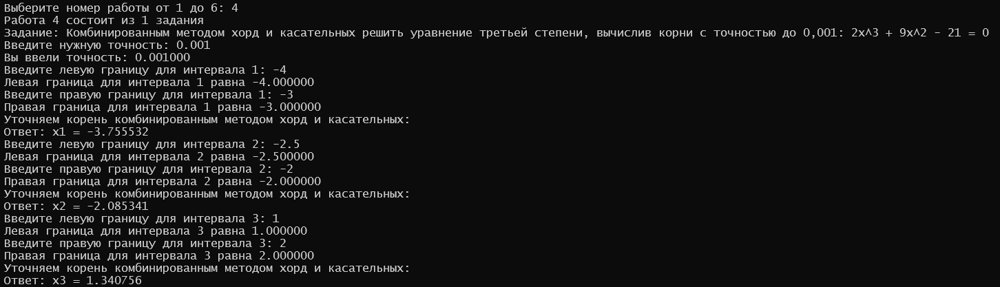 Выберите номер работы от 1 до 6: 4
Работа 4 состоит из 1 задания
Задание: Комбинированным методом хорд и касательных решить уравнение третьей степени, вычислив корни с точностью до 0,001: 2x^3 + 9x^2 - 21 = 0
Введите нужную точность: 0.001
Вы ввели точность: 0.001000
Введите левую границу для интервала 1: -4
Левая граница для интервала 1 равна -4.000000
Введите правую границу для интервала 1: -3
Правая граница для интервала 1 равна -3.000000
Уточняем корень комбинированным методом хорд и касательных:
Ответ: x1 = -3.755532
Введите левую границу для интервала 2: -2.5
Левая граница для интервала 2 равна -2.500000
Введите правую границу для интервала 2: -2
Правая граница для интервала 2 равна -2.000000
Уточняем корень комбинированным методом хорд и касательных:
Ответ: x2 = -2.085341
Введите левую границу для интервала 3: 1
Левая граница для интервала 3 равна 1.000000
Введите правую границу для интервала 3: 2
Правая граница для интервала 3 равна 2.000000
Уточняем корень комбинированным методом хорд и касательных:
Ответ: x3 = 1.340756